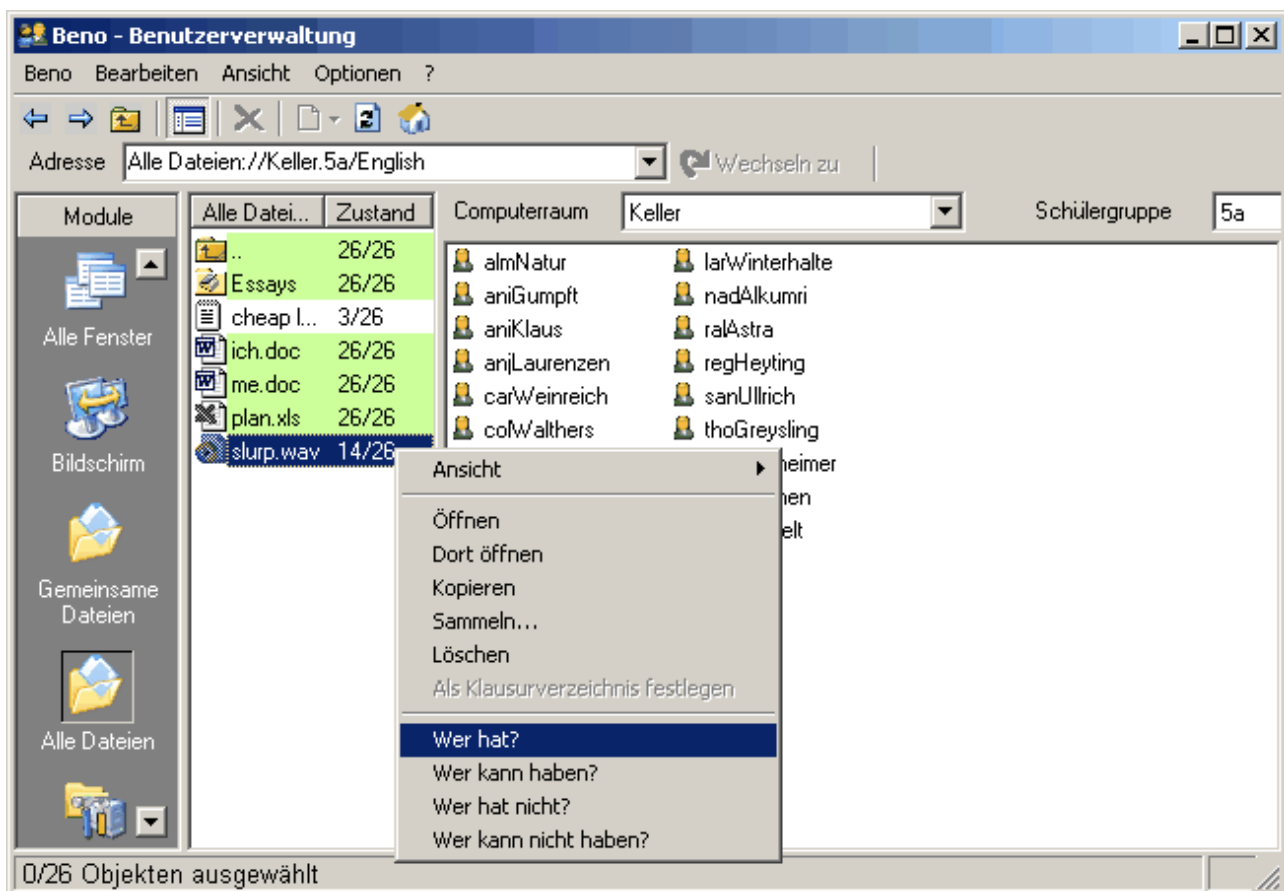 Beno - Benutzerverwaltung
Beno Bearbeiten Ansicht Optionen ?
Adresse Alle Dateien://Keller.5a/English Wechseln zu
Module
Alle Fenster
Bildschirm
Gemeinsame
Dateien
Alle Dateien
Alle Datei... Zustand
.. 26/26
Essays 26/26
cheap l... 3/26
ich.doc 26/26
me.doc 26/26
plan.xls 26/26
slurp.wav 14/26
Computerraum Keller Schülergruppe 5a
almNatur larWinterhalte
aniGumpft nadAlkumri
aniKlaus ralAstra
anjLaurenzen regHeyting
carWeinreich sanUllrich
colWalthers thoGreysling
heimer
hen
elt
Ansicht
Öffnen
Dort öffnen
Kopieren
Sammeln...
Löschen
Als Klausurverzeichnis festlegen
Wer hat?
Wer kann haben?
Wer hat nicht?
Wer kann nicht haben?
0/26 Objekten ausgewählt